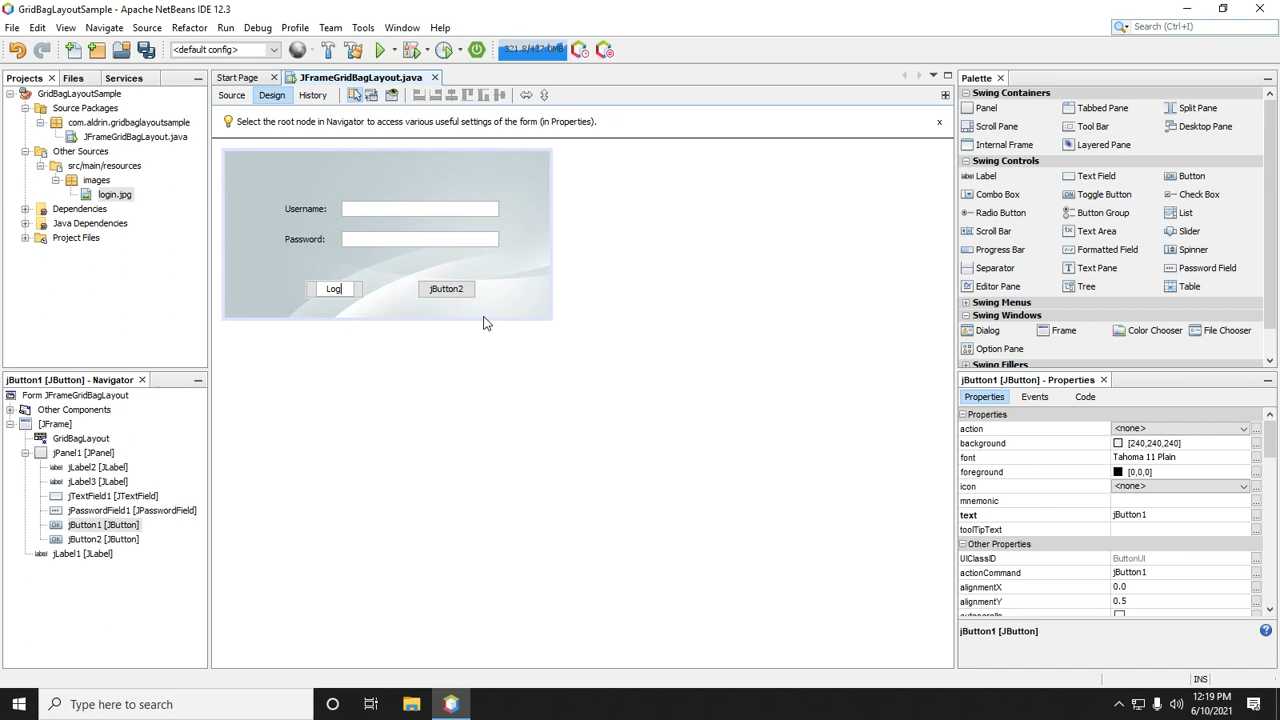 GridBagLayoutSample - Apache NetBeans IDE 12.3
File Edit View Navigate Source Refactor Run Debug Profile Team Tools Window Help
Search (Ctrl+I)
<default config>
321.8/427.0MB
Projects Files Services
Start Page JFrameGridBagLayout.java
Palette
GridBagLayoutSample
Source Packages
com.aldrin.gridbaglayoutsample
JFrameGridBagLayout.java
Other Sources
src/main/resources
images
login.jpg
Dependencies
Java Dependencies
Project Files
Source Design History
Select the root node in Navigator to access various useful settings of the form (in Properties).
Username:
Password:
Log
jButton2
Swing Containers
Panel Tabbed Pane Split Pane
Scroll Pane Tool Bar Desktop Pane
Internal Frame Layered Pane
Swing Controls
Label Text Field Button
Combo Box Toggle Button Check Box
Radio Button Button Group List
Scroll Bar Text Area Slider
Progress Bar Formatted Field Spinner
Separator Text Pane Password Field
Editor Pane Tree Table
Swing Menus
Swing Windows
Dialog Frame Color Chooser File Chooser
Option Pane
Swing Fillers
jButton1 [JButton] - Navigator
Form JFrameGridBagLayout
Other Components
[JFrame]
GridBagLayout
jPanel1 [JPanel]
jLabel2 [JLabel]
jLabel3 [JLabel]
jTextField1 [JTextField]
jPasswordField1 [JPasswordField]
jButton1 [JButton]
jButton2 [JButton]
jLabel1 [JLabel]
jButton1 [JButton] - Properties
Properties Events Code
Properties
action <none>
background [240,240,240]
font Tahoma 11 Plain
foreground [0,0,0]
icon <none>
mnemonic
text jButton1
toolTipText
Other Properties
UIClassID ButtonUI
actionCommand jButton1
alignmentX 0.0
alignmentY 0.5
jButton1 [JButton]
INS
Type here to search
12:19 PM
6/10/2021